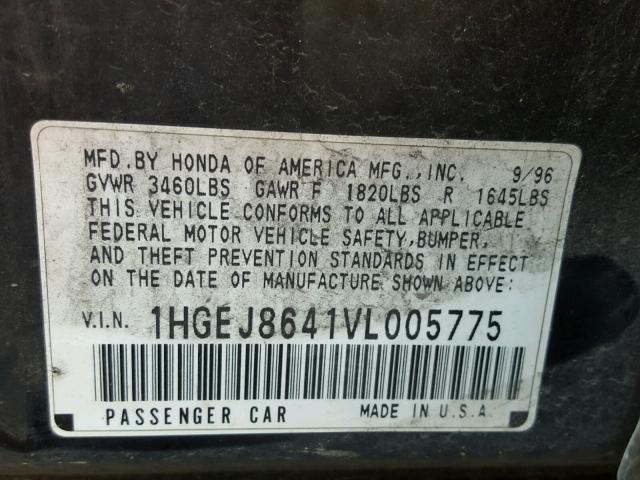 MFD.BY HONDA OF AMERICA MFG.,INC. 9/96
GVWR 3460LBS GAWR F 1820LBS R 1645LBS
THIS VEHICLE CONFORMS TO ALL APPLICABLE
FEDERAL MOTOR VEHICLE SAFETY,BUMPER,
AND THEFT PREVENTION STANDARDS IN EFFECT
ON THE DATE OF MANUFACTURE SHOWN ABOVE:
V.I.N. 1HGEJ8641VL005775
PASSENGER CAR MADE IN U.S.A.